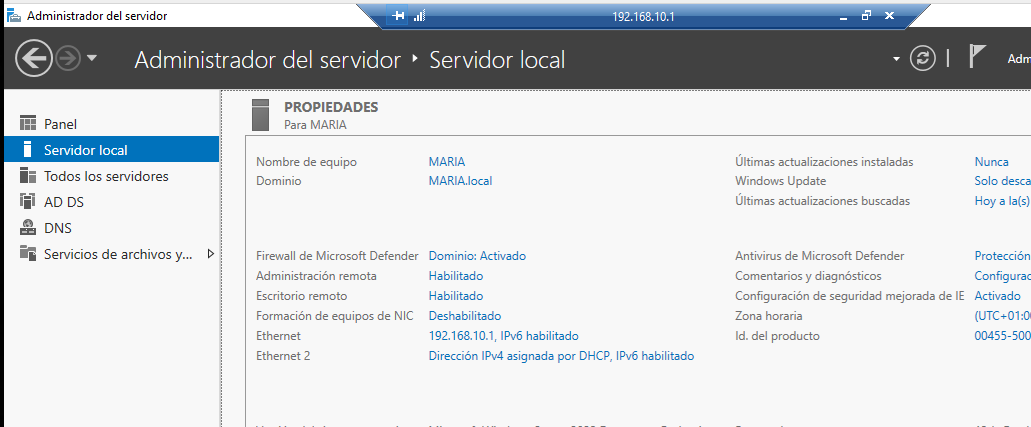 Administrador del servidor
192.168.10.1
Administrador del servidor ‣ Servidor local
PROPIEDADES
Para MARIA
Panel
Servidor local
Todos los servidores
AD DS
DNS
Servicios de archivos y...
Nombre de equipo MARIA
Dominio MARIA.local
Últimas actualizaciones instaladas Nunca
Windows Update Solo desca
Últimas actualizaciones buscadas Hoy a la(s)
Firewall de Microsoft Defender Dominio: Activado
Administración remota Habilitado
Escritorio remoto Habilitado
Formación de equipos de NIC Deshabilitado
Ethernet 192.168.10.1, IPv6 habilitado
Ethernet 2 Dirección IPv4 asignada por DHCP, IPv6 habilitado
Antivirus de Microsoft Defender Protección
Comentarios y diagnósticos Configurac
Configuración de seguridad mejorada de IE Activado
Zona horaria (UTC+01:00
Id. del producto 00455-500